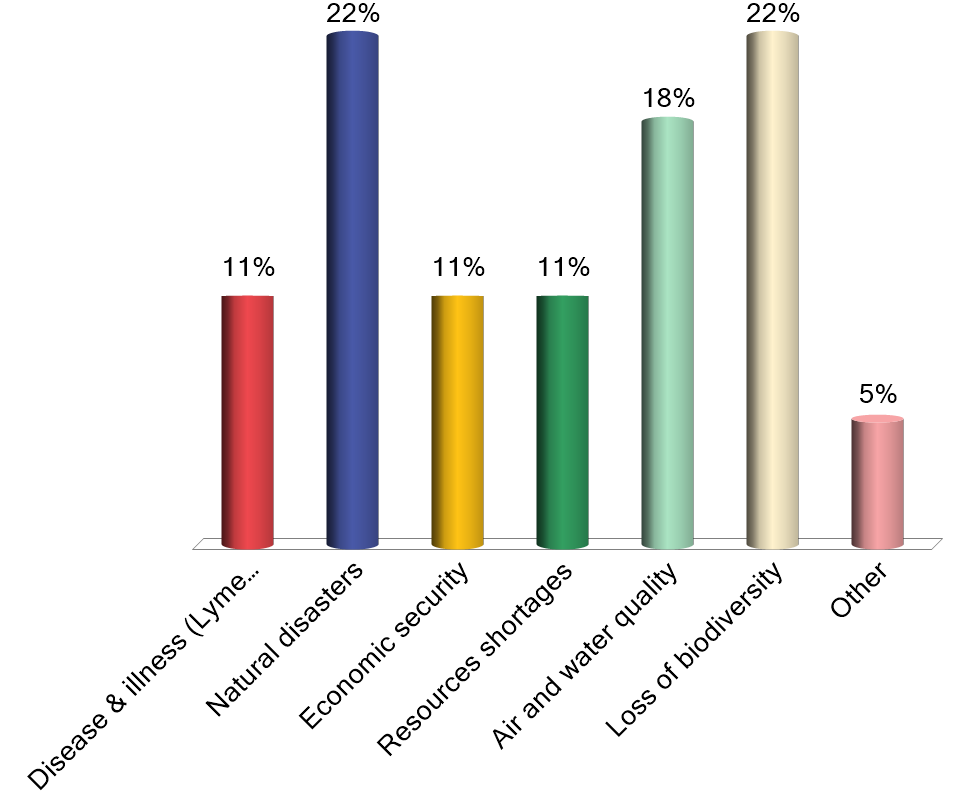 22%
22%
18%
11%
11%
11%
5%
Disease & illness (Lyme...
Natural disasters
Economic security
Resources shortages
Air and water quality
Loss of biodiversity
Other